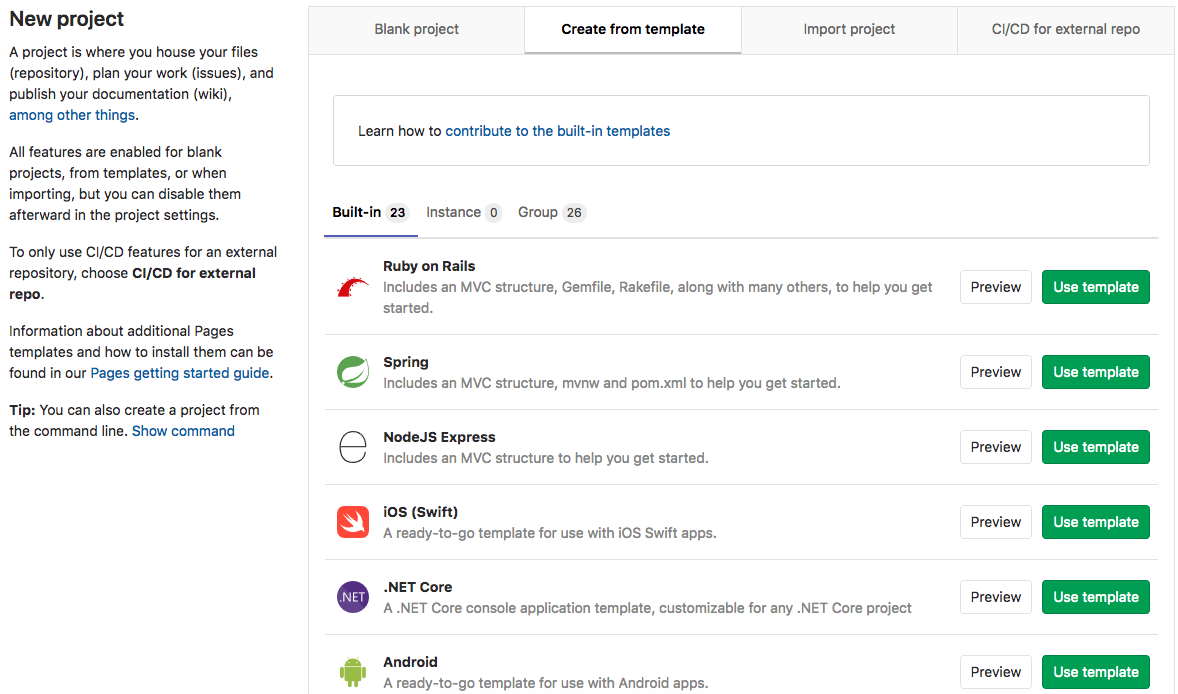 New project
A project is where you house your files
(repository), plan your work (issues), and
publish your documentation (wiki),
among other things.
All features are enabled for blank
projects, from templates, or when
importing, but you can disable them
afterward in the project settings.
To only use CI/CD features for an external
repository, choose CI/CD for external
repo.
Information about additional Pages
templates and how to install them can be
found in our Pages getting started guide.
Tip: You can also create a project from
the command line. Show command
Blank project
Create from template
Import project
CI/CD for external repo
Learn how to contribute to the built-in templates
Built-in 23
Instance 0
Group 26
Ruby on Rails
Includes an MVC structure, Gemfile, Rakefile, along with many others, to help you get
started.
Preview
Use template
Spring
Includes an MVC structure, mvnw and pom.xml to help you get started.
Preview
Use template
NodeJS Express
Includes an MVC structure to help you get started.
Preview
Use template
iOS (Swift)
A ready-to-go template for use with iOS Swift apps.
Preview
Use template
.NET
.NET Core
A .NET Core console application template, customizable for any .NET Core project
Preview
Use template
Android
A ready-to-go template for use with Android apps.
Preview
Use template